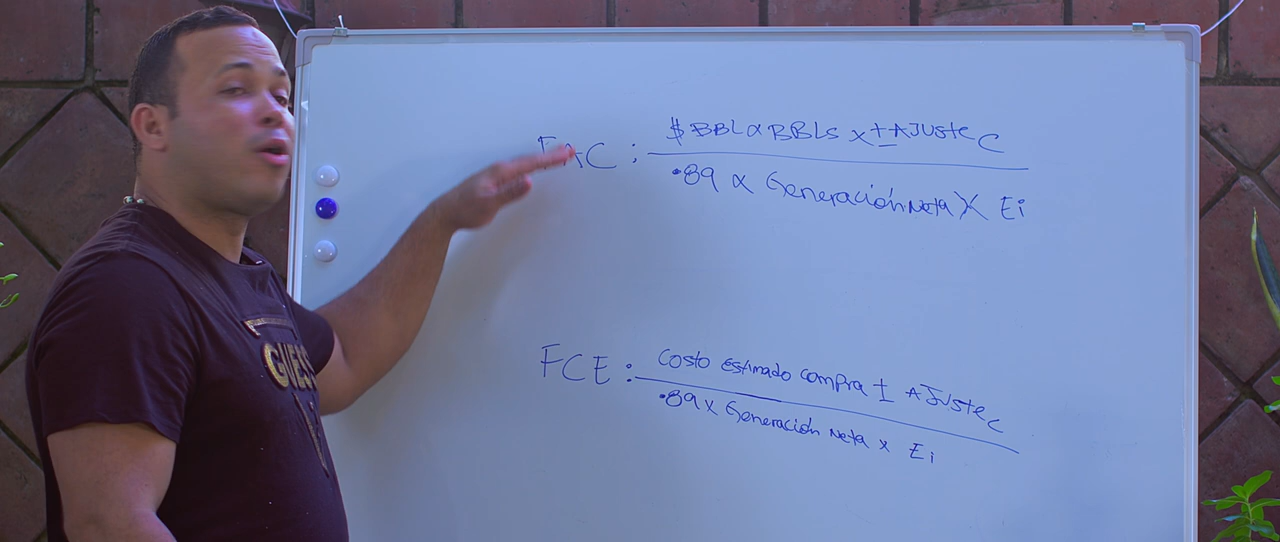 FAC : $ BBL x BBLs x ± AJuste c
.89 x Generación Neta X Ei
FCE : Costo estimado compra ± AJuste c
.89 x Generación Neta x Ei
GUESS